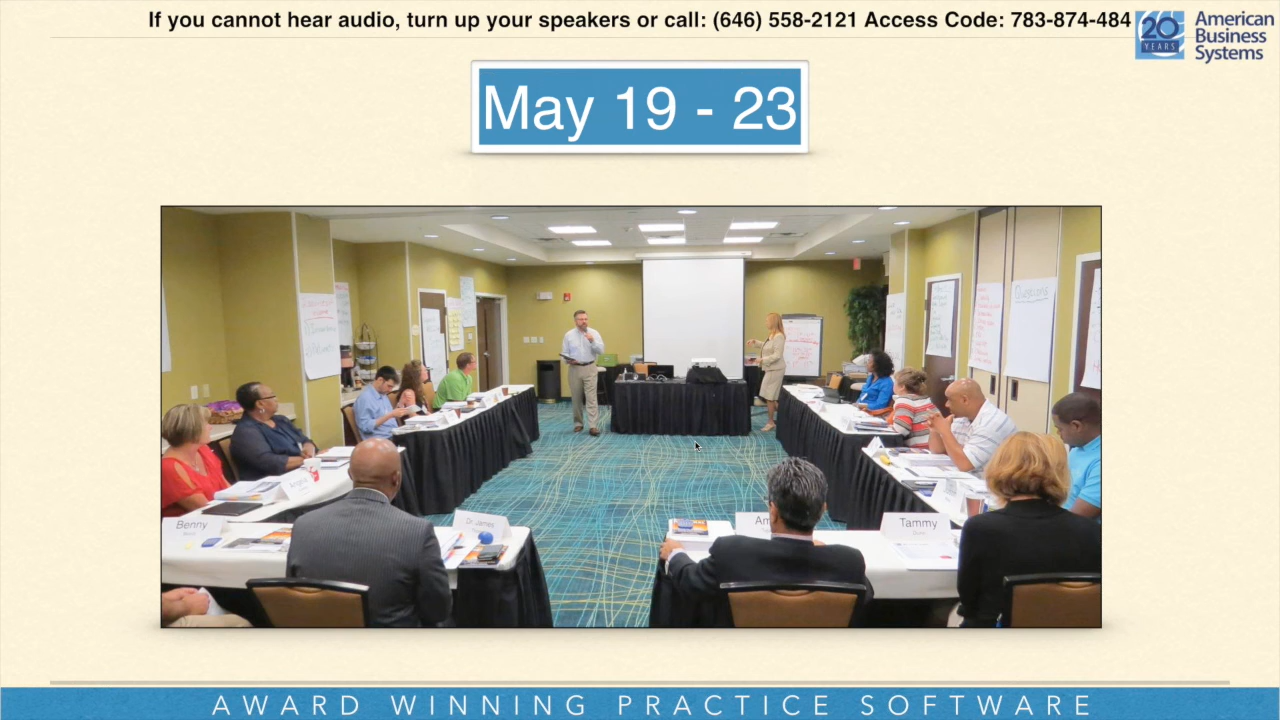 If you cannot hear audio, turn up your speakers or call: (646) 558-2121 Access Code: 783-874-484
20
YEARS
American
Business
Systems
May 19 - 23
Questions
Benny
Dr. James
Tammy
AWARD WINNING PRACTICE SOFTWARE